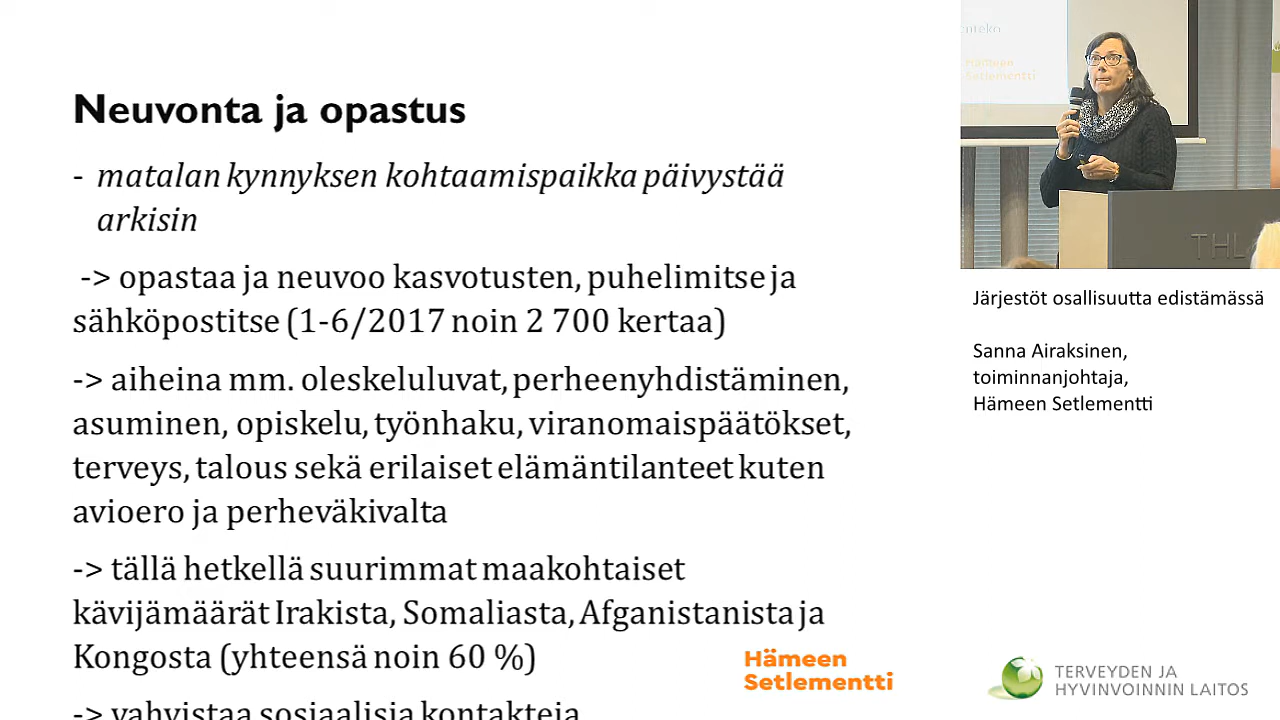 Neuvonta ja opastus
- matalan kynnyksen kohtaamispaikka päivystää
arkisin
-> opastaa ja neuvoo kasvotusten, puhelimitse ja
sähköpostitse (1-6/2017 noin 2 700 kertaa)
-> aiheina mm. oleskeluluvat, perheenyhdistäminen,
asuminen, opiskelu, työnhaku, viranomaispäätökset,
terveys, talous sekä erilaiset elämäntilanteet kuten
avioero ja perheväkivalta
-> tällä hetkellä suurimmat maakohtaiset
kävijämäärät Irakista, Somaliasta, Afganistanista ja
Kongosta (yhteensä noin 60 %)
-> vahvistaa sosiaalisia kontakteja
Hämeen
Setlementti
Hämeen
Setlementti
THL
Järjestöt osallisuutta edistämässä
Sanna Airaksinen,
toiminnanjohtaja,
Hämeen Setlementti
TERVEYDEN JA
HYVINVOINNIN LAITOS